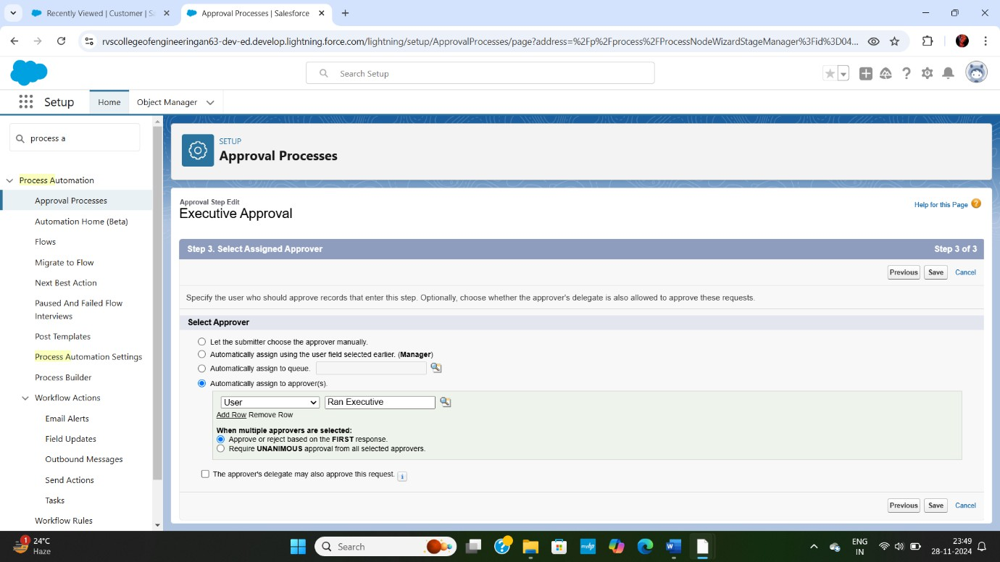 Recently Viewed | Customer | S
Approval Processes | Salesforce
rvscollegeofengineeringan63-dev-ed.develop.lightning.force.com/lightning/setup/ApprovalProcesses/page?address=%2Fp%2Fprocess%2FProcessNodeWizardStageManager%3Fid%3D04...
Search Setup
Setup
Home
Object Manager
process a
Process Automation
Approval Processes
Automation Home (Beta)
Flows
Migrate to Flow
Next Best Action
Paused And Failed Flow
Interviews
Post Templates
Process Automation Settings
Process Builder
Workflow Actions
Email Alerts
Field Updates
Outbound Messages
Send Actions
Tasks
Workflow Rules
SETUP
Approval Processes
Approval Step Edit
Executive Approval
Help for this Page ?
Step 3. Select Assigned Approver
Step 3 of 3
Previous Save Cancel
Specify the user who should approve records that enter this step. Optionally, choose whether the approver's delegate is also allowed to approve these requests.
Select Approver
Let the submitter choose the approver manually.
Automatically assign using the user field selected earlier. (Manager)
Automatically assign to queue.
Automatically assign to approver(s).
User
Ran Executive
Add Row Remove Row
When multiple approvers are selected:
Approve or reject based on the FIRST response.
Require UNANIMOUS approval from all selected approvers.
The approver's delegate may also approve this request. i
Previous Save Cancel
1
24°C
Haze
Search
myhp
W
ENG
IN
23:49
28-11-2024